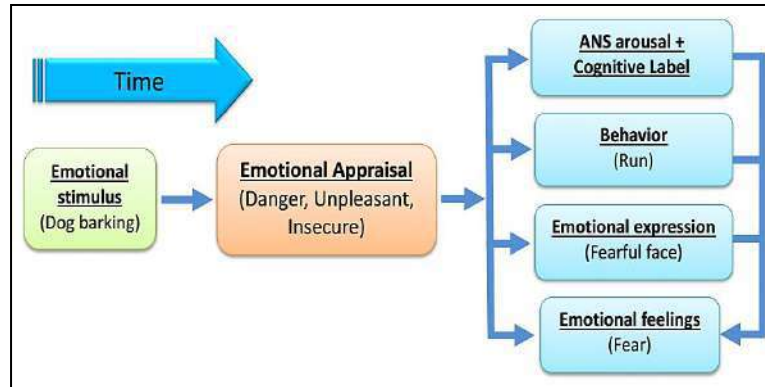 Time
Emotional
stimulus
(Dog barking)
Emotional Appraisal
(Danger, Unpleasant,
Insecure)
ANS arousal +
Cognitive Label
Behavior
(Run)
Emotional expression
(Fearful face)
Emotional feelings
(Fear)